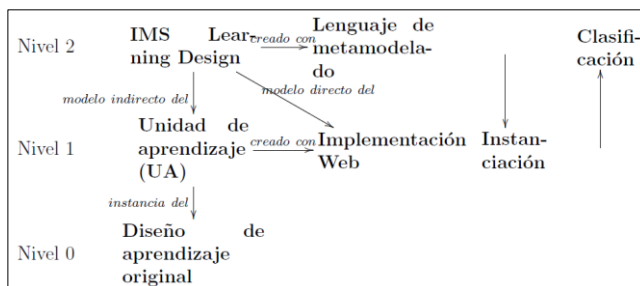 Nivel 2
IMS Lear-
ning Design
creado con
Lenguaje de
metamodela-
do
Clasifi-
cación
modelo indirecto del
modelo directo del
Nivel 1
Unidad de
aprendizaje
(UA)
creado con
Implementación
Web
Instan-
ciación
instancia del
Nivel 0
Diseño de
aprendizaje
original